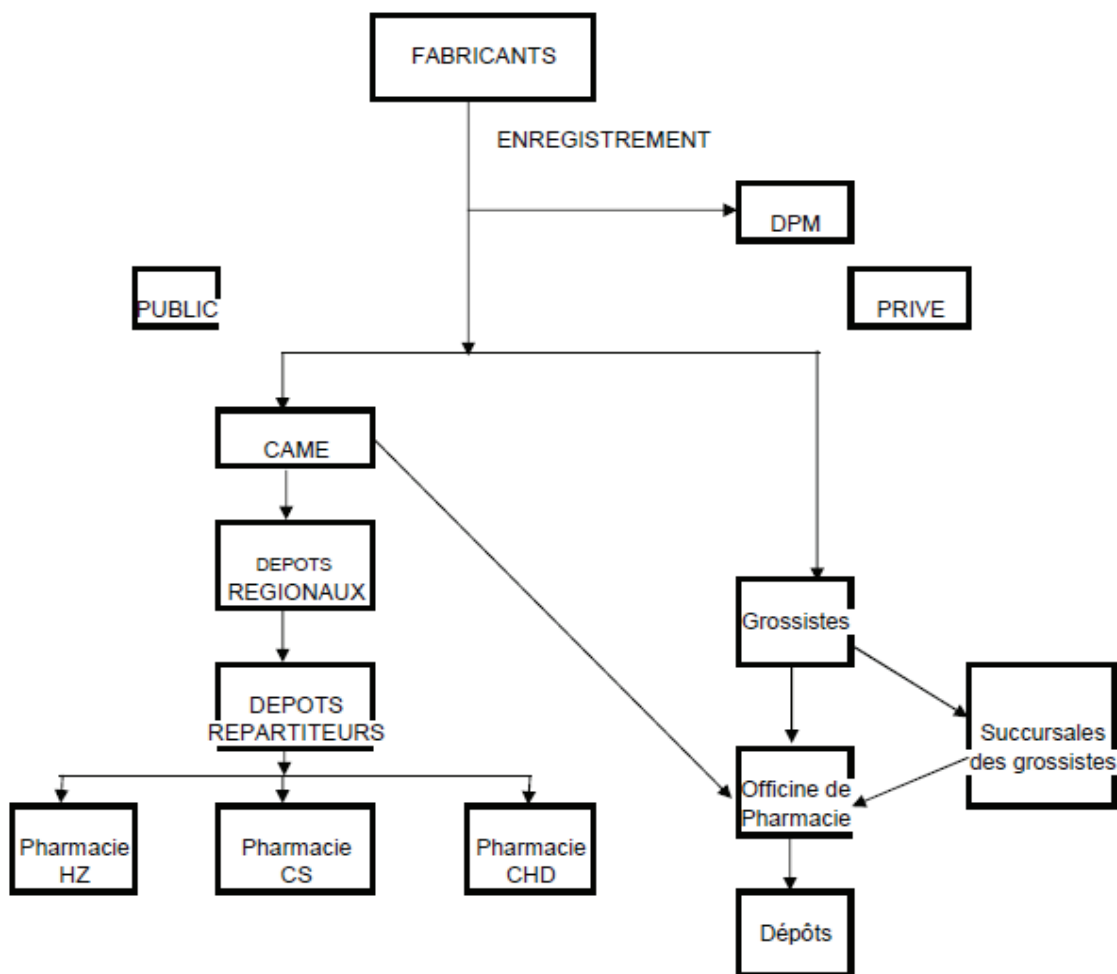 FABRICANTS
ENREGISTREMENT
DPM
PUBLIC
PRIVE
CAME
DEPOTS
REGIONAUX
Grossistes
DEPOTS
REPARTITEURS
Succursales
des grossistes
Officine de
Pharmacie
Pharmacie
HZ
Pharmacie
CS
Pharmacie
CHD
Dépôts